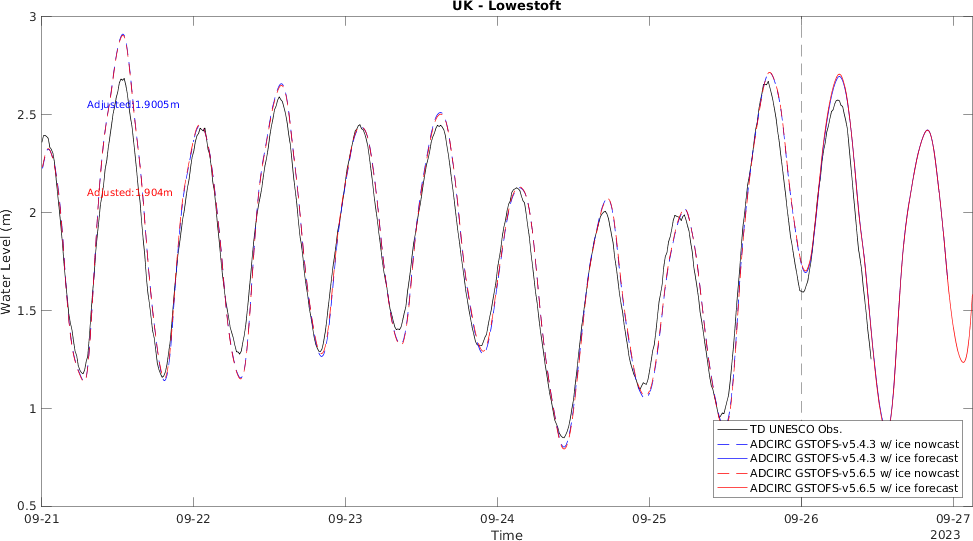 UK - Lowestoft
3
2.5
2
1.5
1
0.5
Water Level (m)
Adjusted:1.9005m
Adjusted:1.904m
TD UNESCO Obs.
ADCIRC GSTOFS-v5.4.3 w/ ice nowcast
ADCIRC GSTOFS-v5.4.3 w/ ice forecast
ADCIRC GSTOFS-v5.6.5 w/ ice nowcast
ADCIRC GSTOFS-v5.6.5 w/ ice forecast
09-21 09-22 09-23 09-24 09-25 09-26 09-27
Time
2023